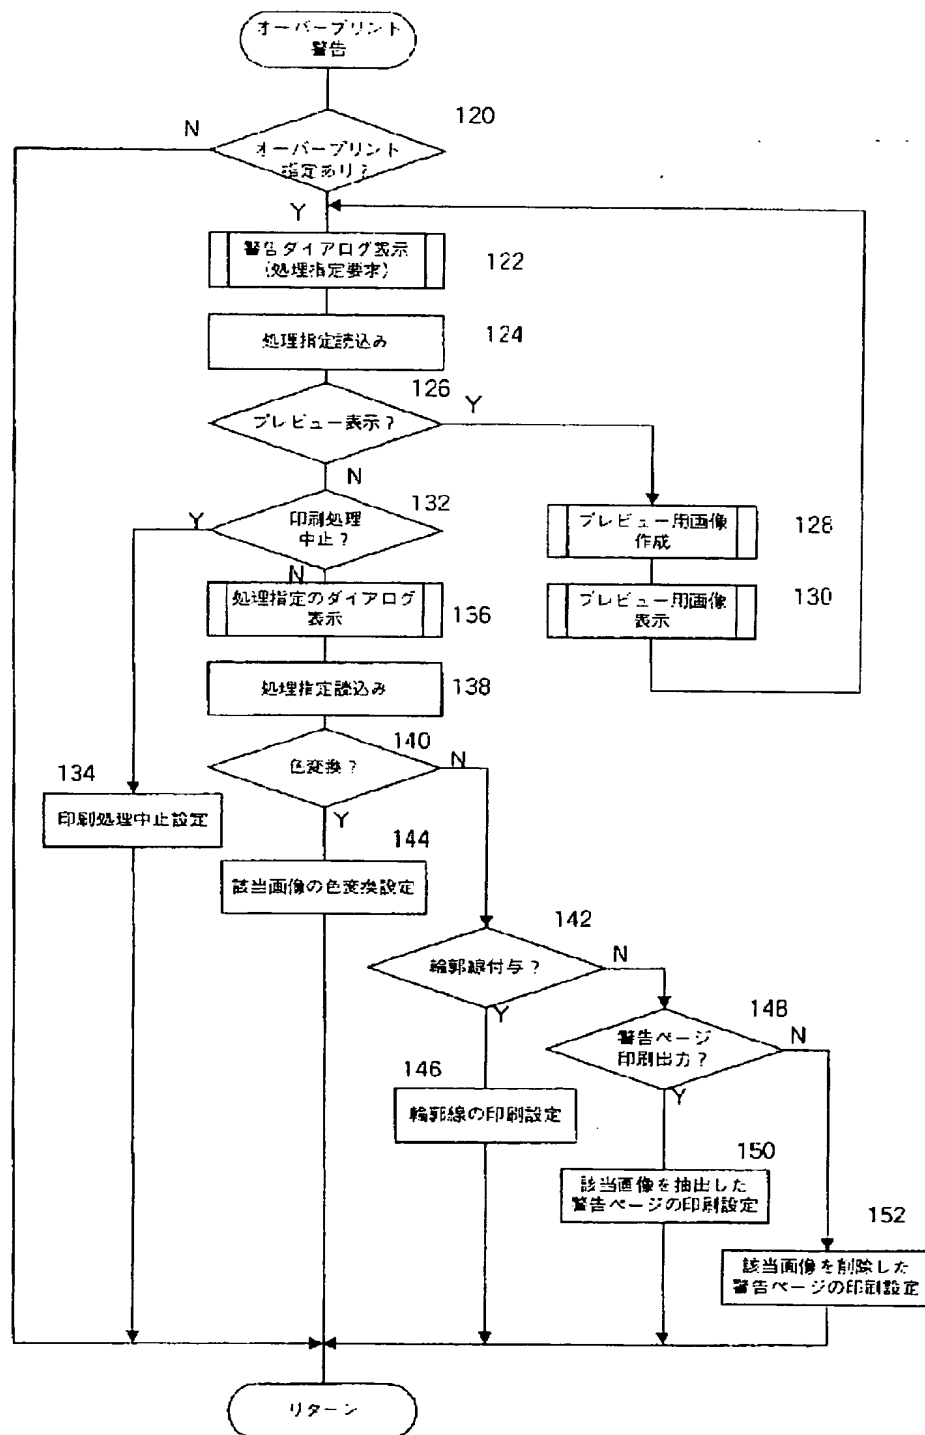 オーバープリント
警告
120
N
オーバープリント
指定あり？
Y
警告ダイアログ表示
(処理指定要求)
122
処理指定読込み
124
126
プレビュー表示？
Y
N
132
Y
印刷処理
中止？
N
プレビュー用画像
作成
128
処理指定のダイアログ
表示
136
プレビュー用画像
表示
130
処理指定読込み
138
140
色変換？
N
Y
134
印刷処理中止設定
144
該当画像の色変換設定
142
輪郭線付与？
N
Y
148
警告ページ
印刷出力？
N
Y
146
輪郭線の印刷設定
150
該当画像を抽出した
警告ページの印刷設定
152
該当画像を削除した
警告ページの印刷設定
リターン